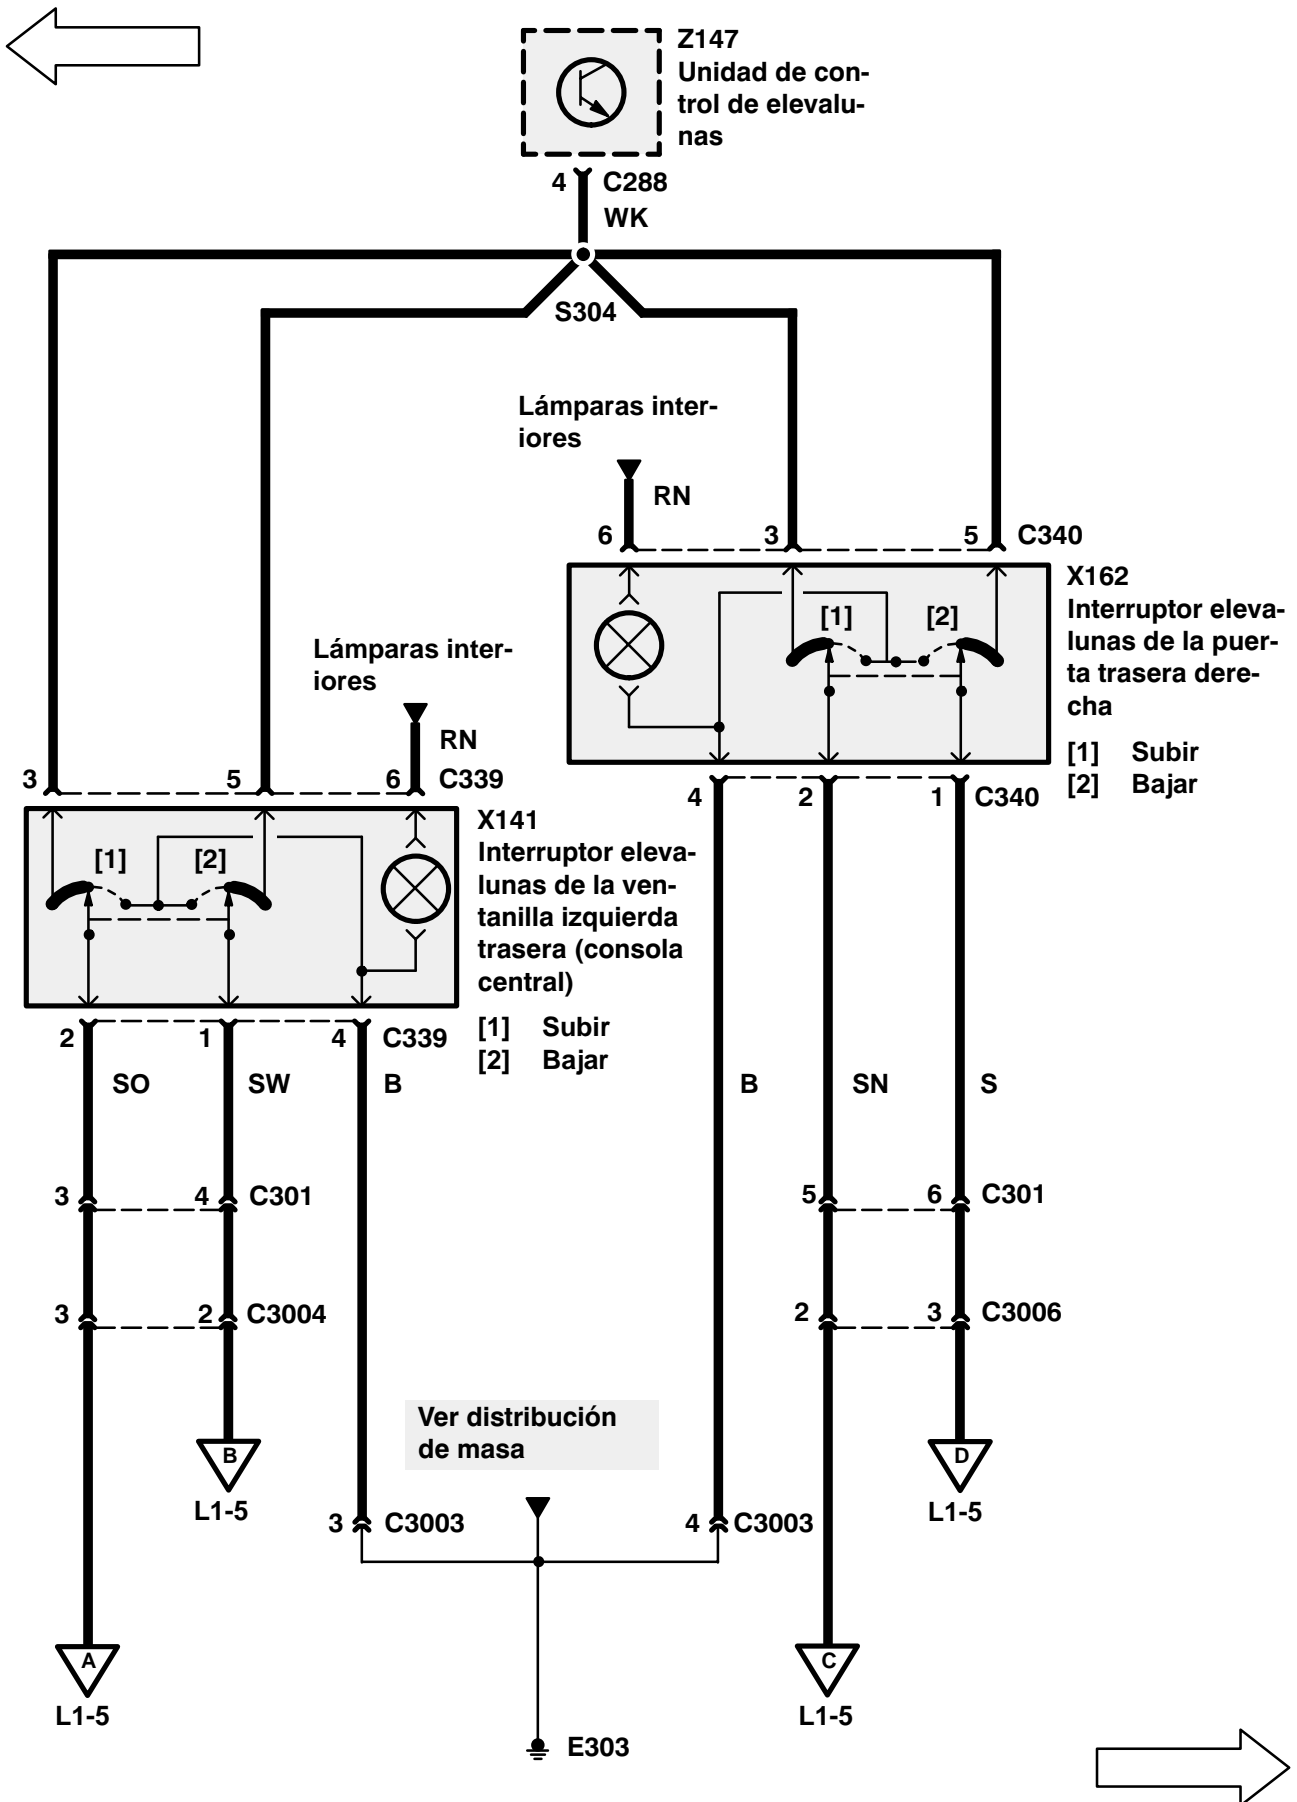 Z147
Unidad de con-
trol de elevalu-
nas
4 C288
WK
S304
Lámparas inter-
iores
RN
6 3 5 C340
X162
Interruptor eleva-
lunas de la puer-
ta trasera dere-
cha
[1] Subir
[2] Bajar
[1] [2]
Lámparas inter-
iores
RN
3 5 6 C339
4 2 1 C340
X141
Interruptor eleva-
lunas de la ven-
tanilla izquierda
trasera (consola
central)
[1] Subir
[2] Bajar
[1] [2]
2 1 4 C339
SO SW B B SN S
3 4 C301 5 6 C301
3 2 C3004 2 3 C3006
Ver distribución
de masa
B
L1-5
D
L1-5
3 C3003 4 C3003
A
L1-5
C
L1-5
E303